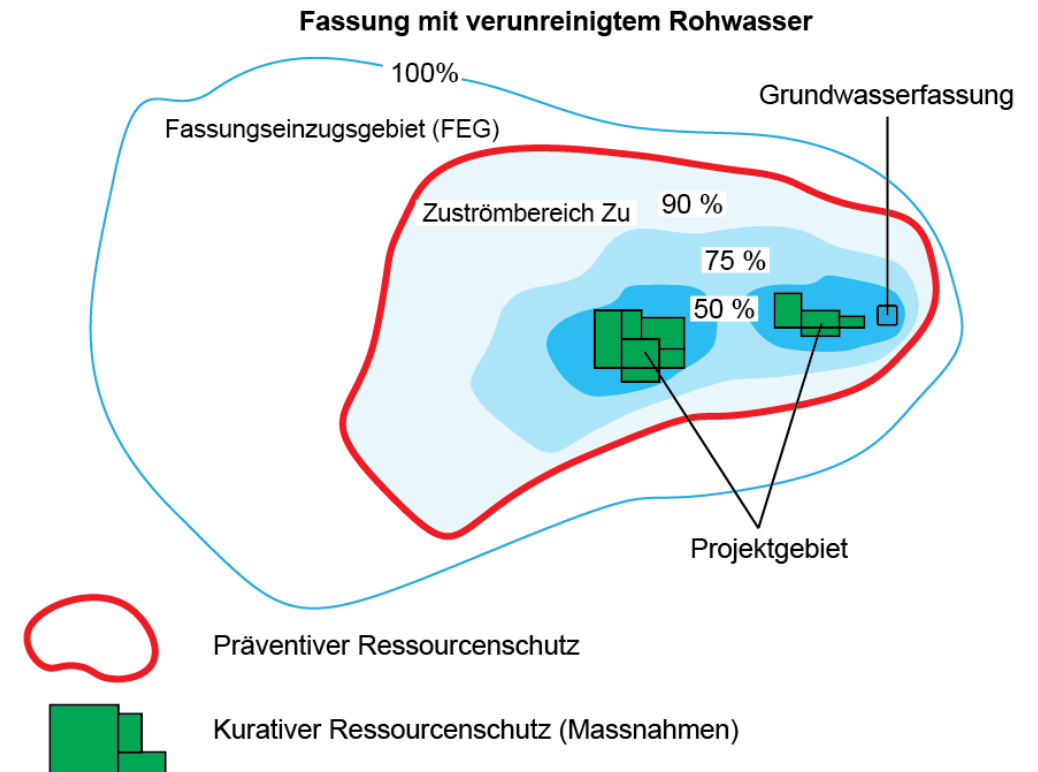 Fassung mit verunreinigtem Rohwasser
100%
Grundwasserfassung
Fassungseinzugsgebiet (FEG)
Zuströmbereich Zu
90 %
75 %
50 %
Projektgebiet
Präventiver Ressourcenschutz
Kurativer Ressourcenschutz (Massnahmen)